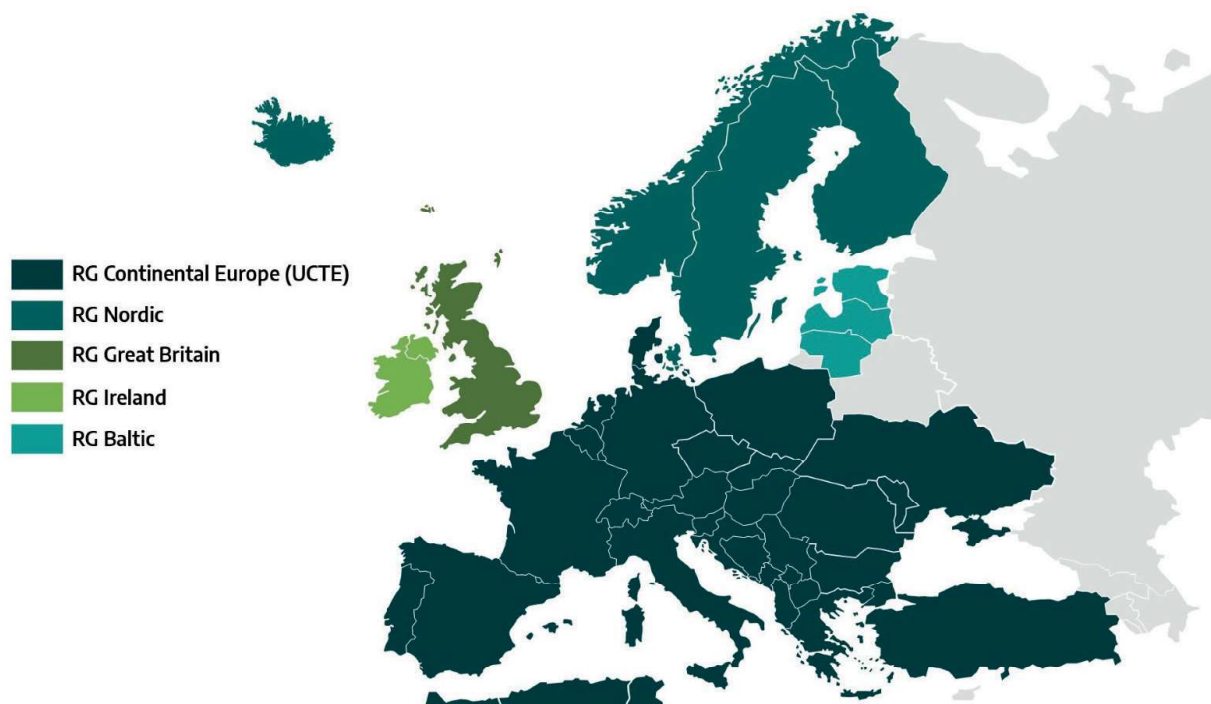 RG Continental Europe (UCTE)
RG Nordic
RG Great Britain
RG Ireland
RG Baltic